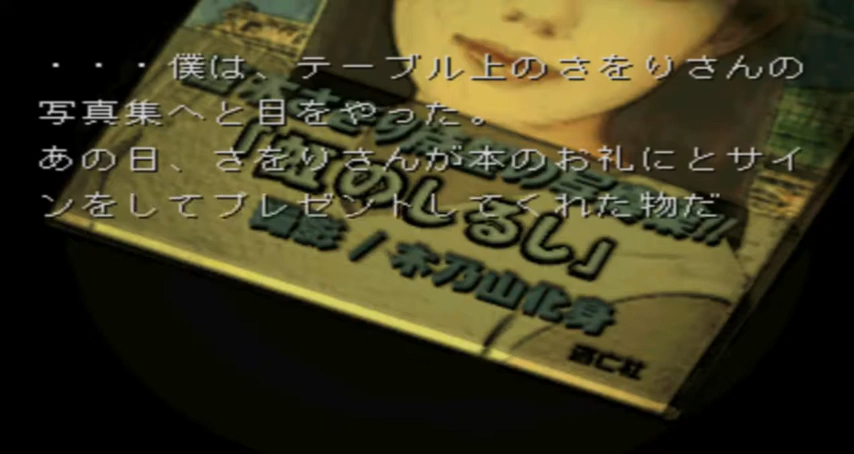 ・・・僕は、テーブル上のさをりさんの
写真集へと目をやった。
あの日、さをりさんが本のお礼にとサイ
ンをしてプレゼントしてくれた物だ
『虹のしるし』
撮影／木乃山化身